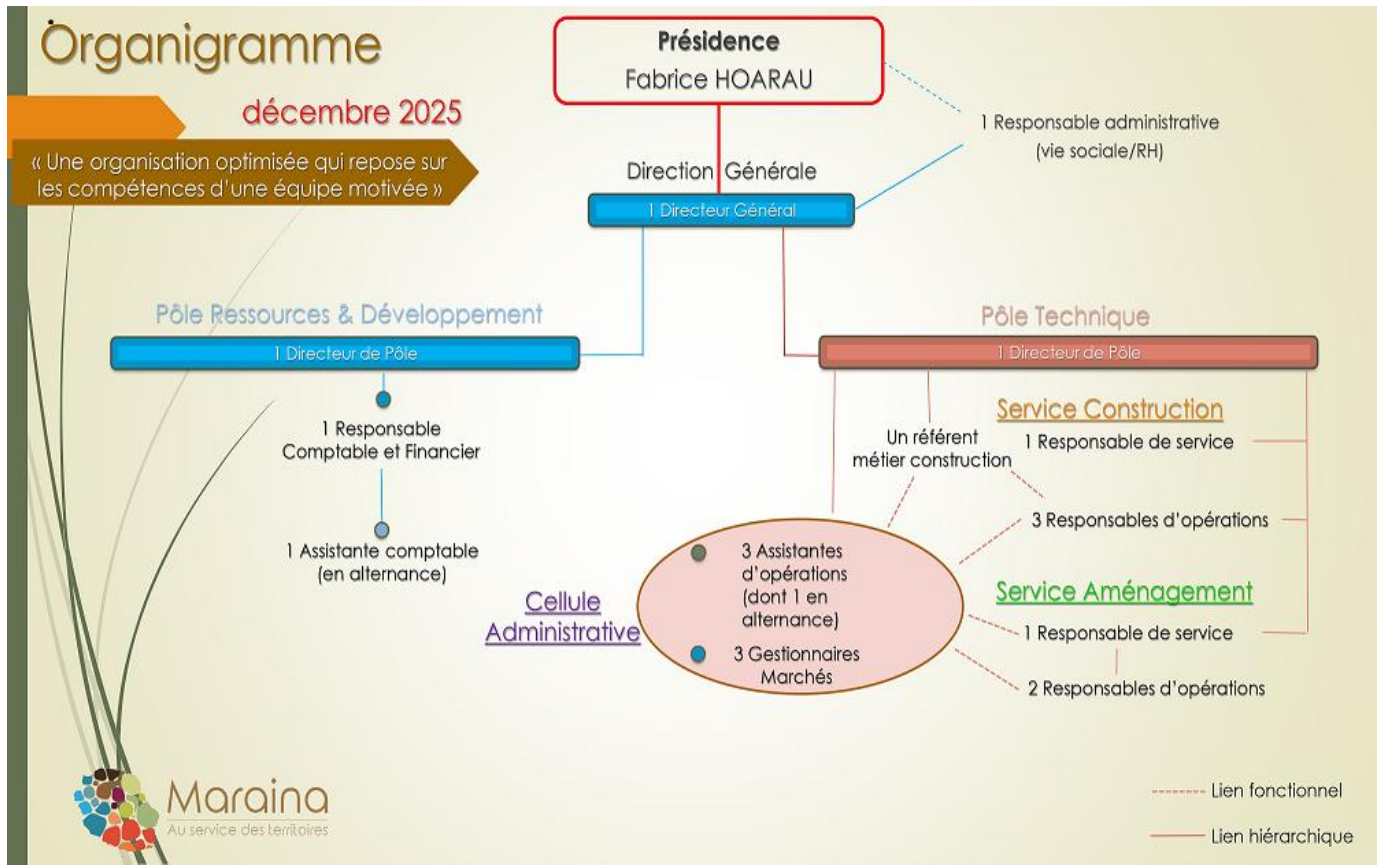 Organigramme
décembre 2025
« Une organisation optimisée qui repose sur
les compétences d'une équipe motivée »
Présidence
Fabrice HOARAU
1 Responsable administrative
(vie sociale/RH)
Direction Générale
1 Directeur Général
Pôle Ressources & Développement
1 Directeur de Pôle
1 Responsable
Comptable et Financier
1 Assistante comptable
(en alternance)
Pôle Technique
1 Directeur de Pôle
Un référent
métier construction
Service Construction
1 Responsable de service
3 Responsables d'opérations
Service Aménagement
1 Responsable de service
2 Responsables d'opérations
Cellule
Administrative
3 Assistantes
d'opérations
(dont 1 en
alternance)
3 Gestionnaires
Marchés
Maraina
Au service des territoires
Lien fonctionnel
Lien hiérarchique